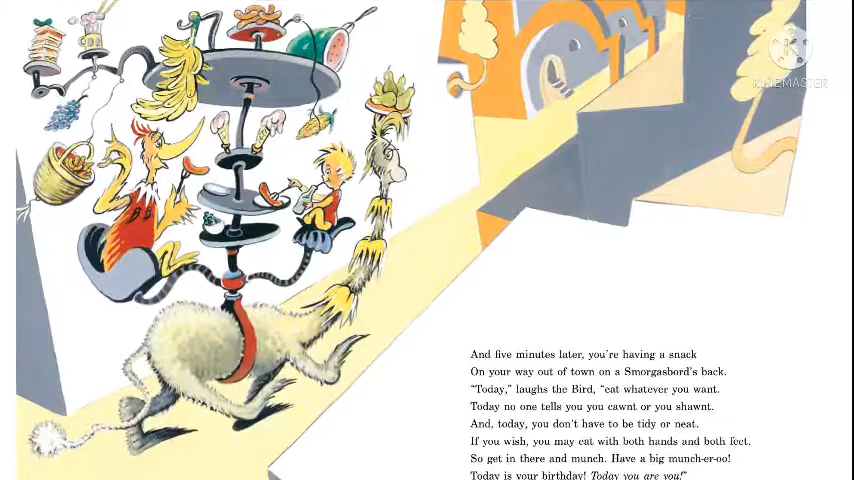 KINEMASTER
BB
And five minutes later, you're having a snack
On your way out of town on a Smorgasbord's back.
"Today," laughs the Bird, "eat whatever you want.
Today no one tells you you cawnt or you shawnt.
And, today, you don't have to be tidy or neat.
If you wish, you may eat with both hands and both feet.
So get in there and munch. Have a big munch-er-oo!
Today is your birthday! Today you are you!"